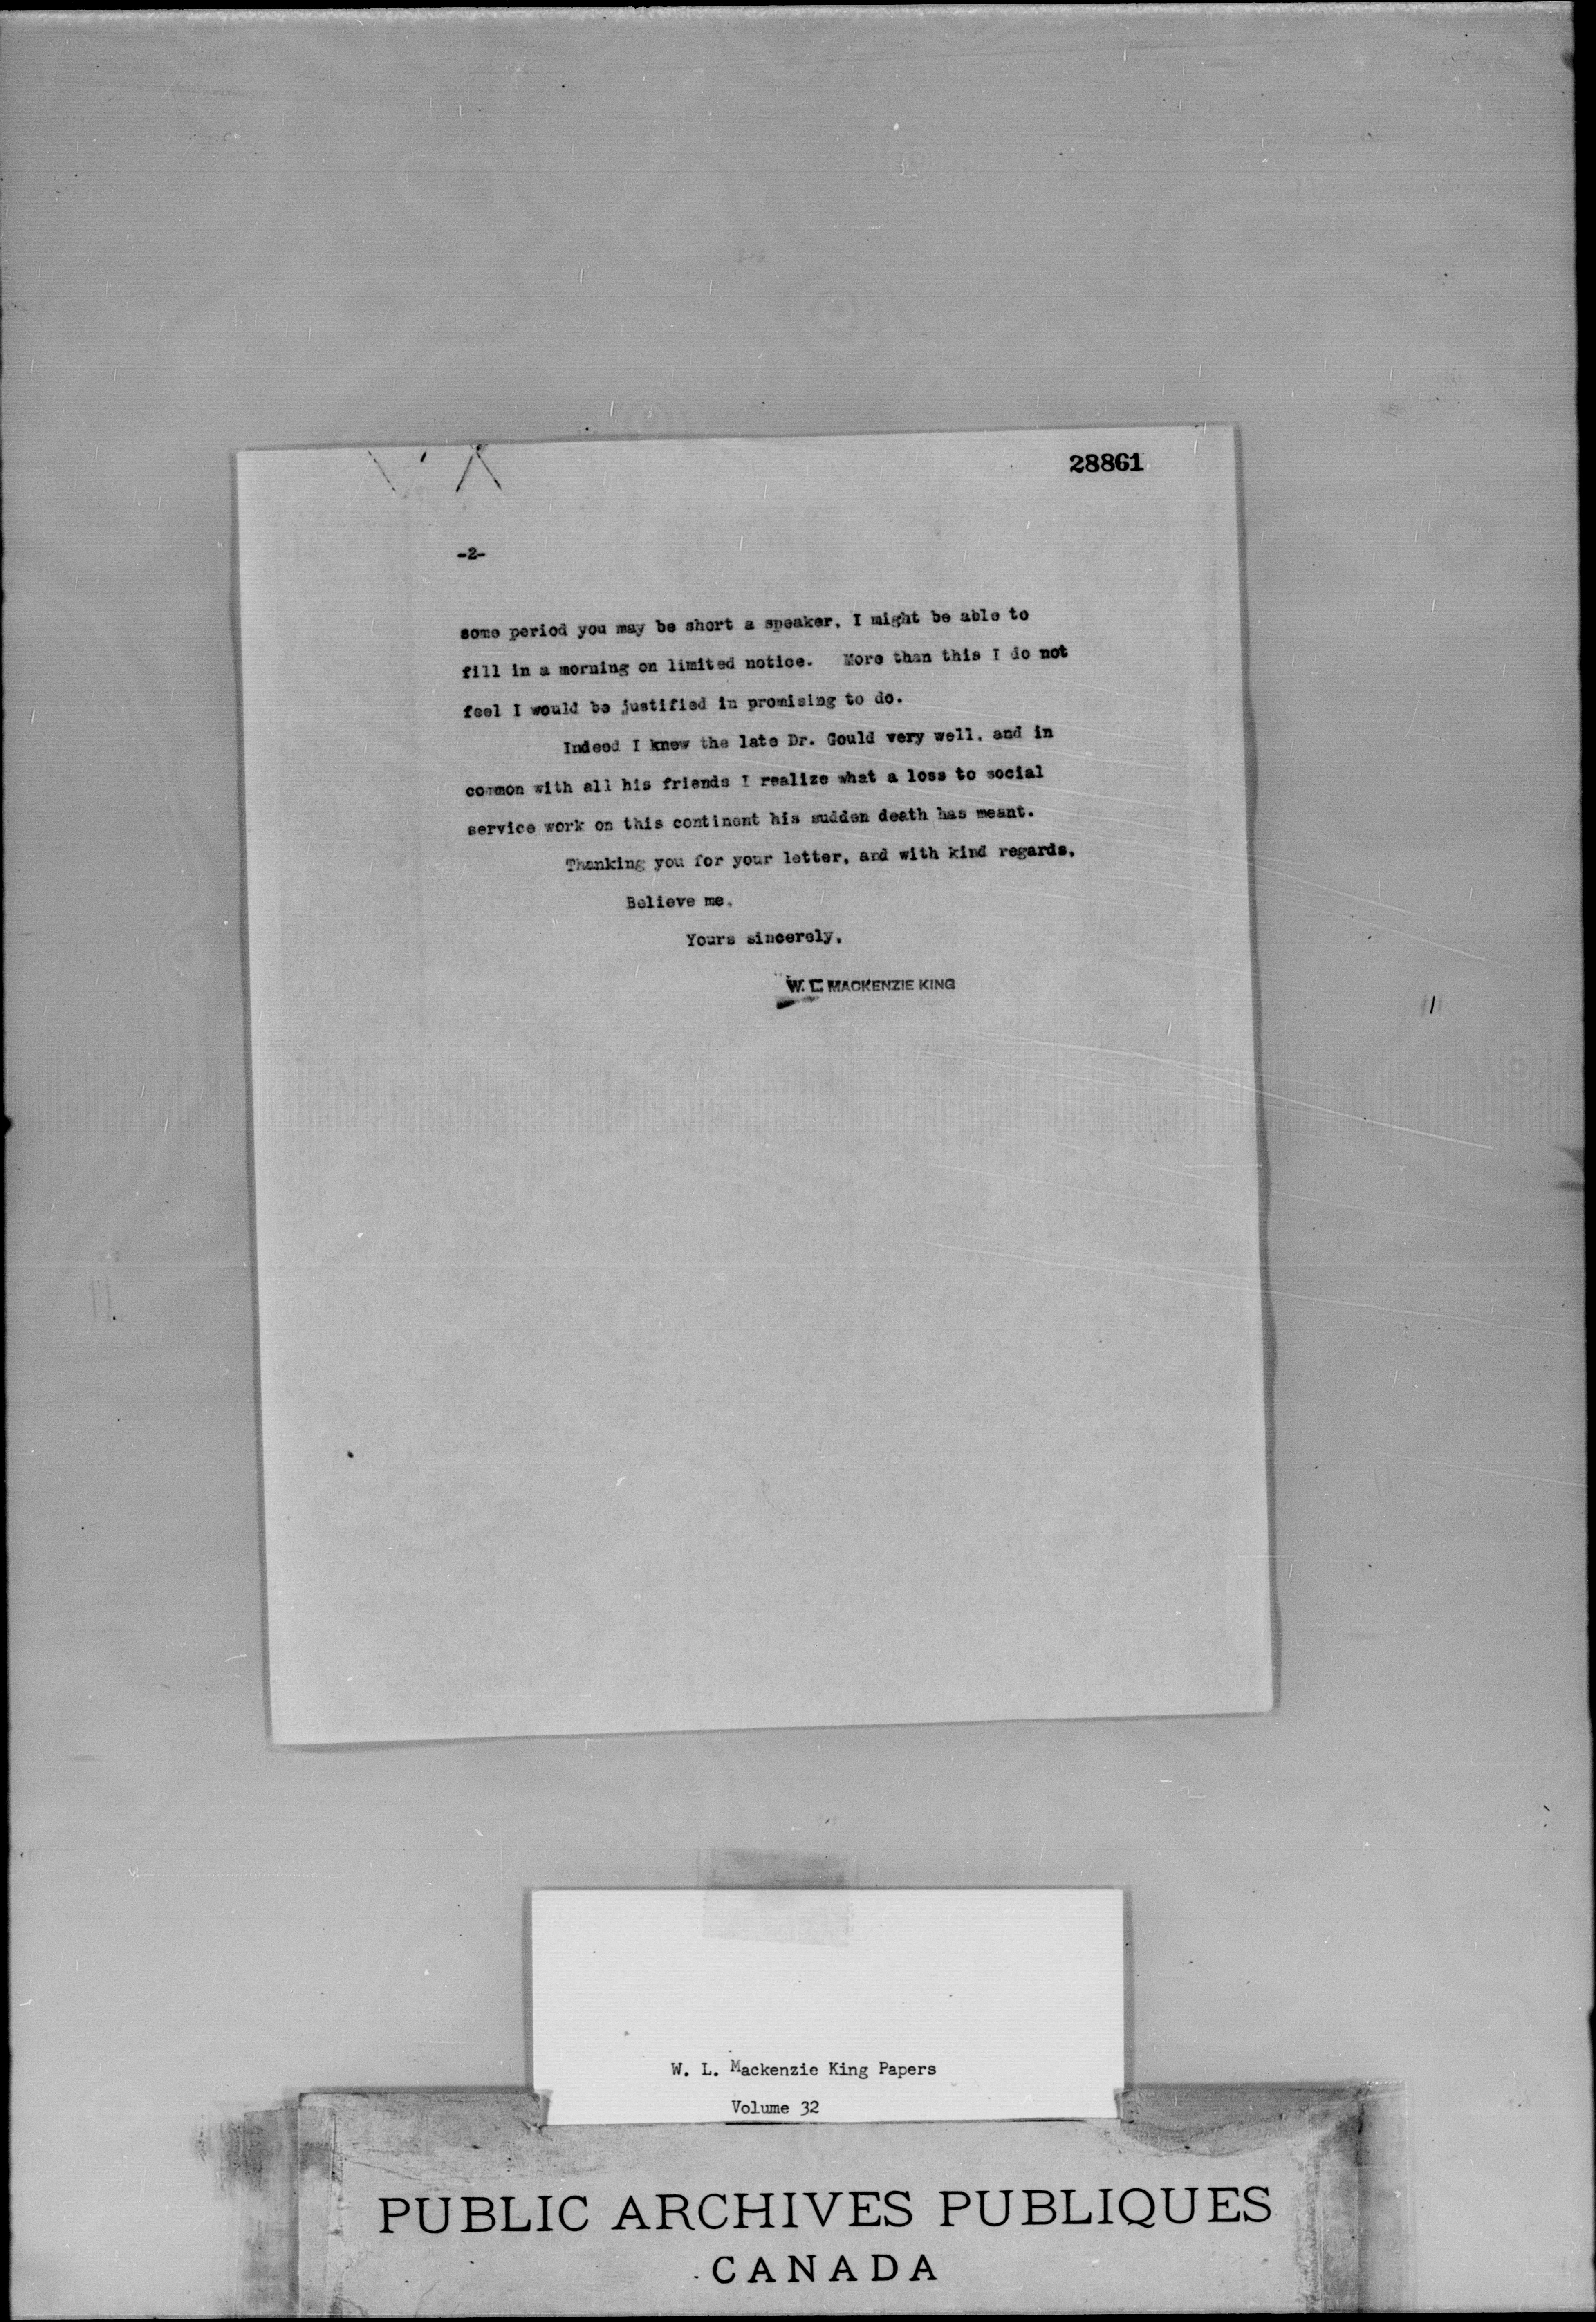 28861
-2-
some period you may be short a speaker, I might be able to
fill in a morning on limited notice. More than this I do not
feel I would be justified in promising to do.
Indeed I knew the late Dr. Gould very well, and in
common with all his friends I realize what a loss to social
service work on this continent his sudden death has meant.
Thanking you for your letter, and with kind regards,
Believe me,
Yours sincerely,
W. L. MACKENZIE KING
W. L. Mackenzie King Papers
Volume 32
PUBLIC ARCHIVES PUBLIQUES
CANADA